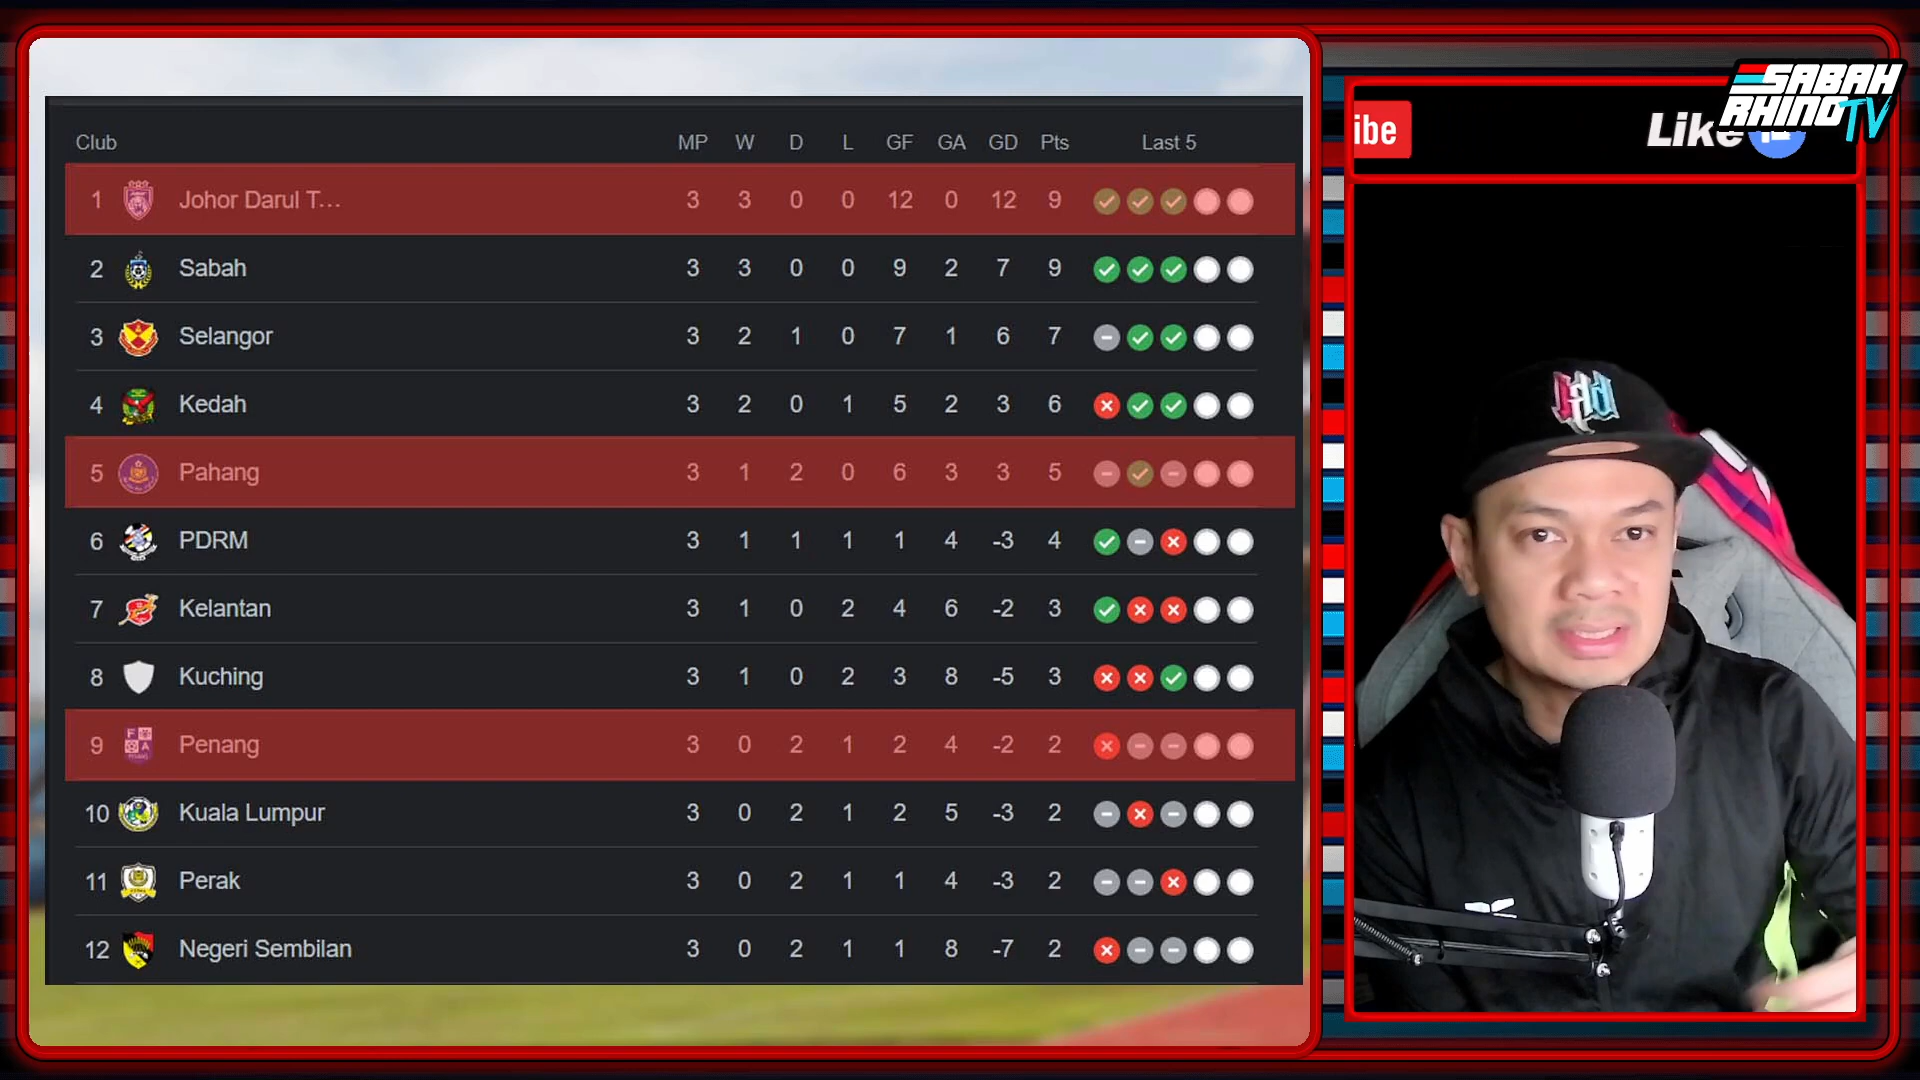 SABAH
RHINO TV
ibe
Like
Club MP W D L GF GA GD Pts Last 5
1 Johor Darul T... 3 3 0 0 12 0 12 9
2 Sabah 3 3 0 0 9 2 7 9
3 Selangor 3 2 1 0 7 1 6 7
4 Kedah 3 2 0 1 5 2 3 6
5 Pahang 3 1 2 0 6 3 3 5
6 PDRM 3 1 1 1 1 4 -3 4
7 Kelantan 3 1 0 2 4 6 -2 3
8 Kuching 3 1 0 2 3 8 -5 3
9 Penang 3 0 2 1 2 4 -2 2
10 Kuala Lumpur 3 0 2 1 2 5 -3 2
11 Perak 3 0 2 1 1 4 -3 2
12 Negeri Sembilan 3 0 2 1 1 8 -7 2